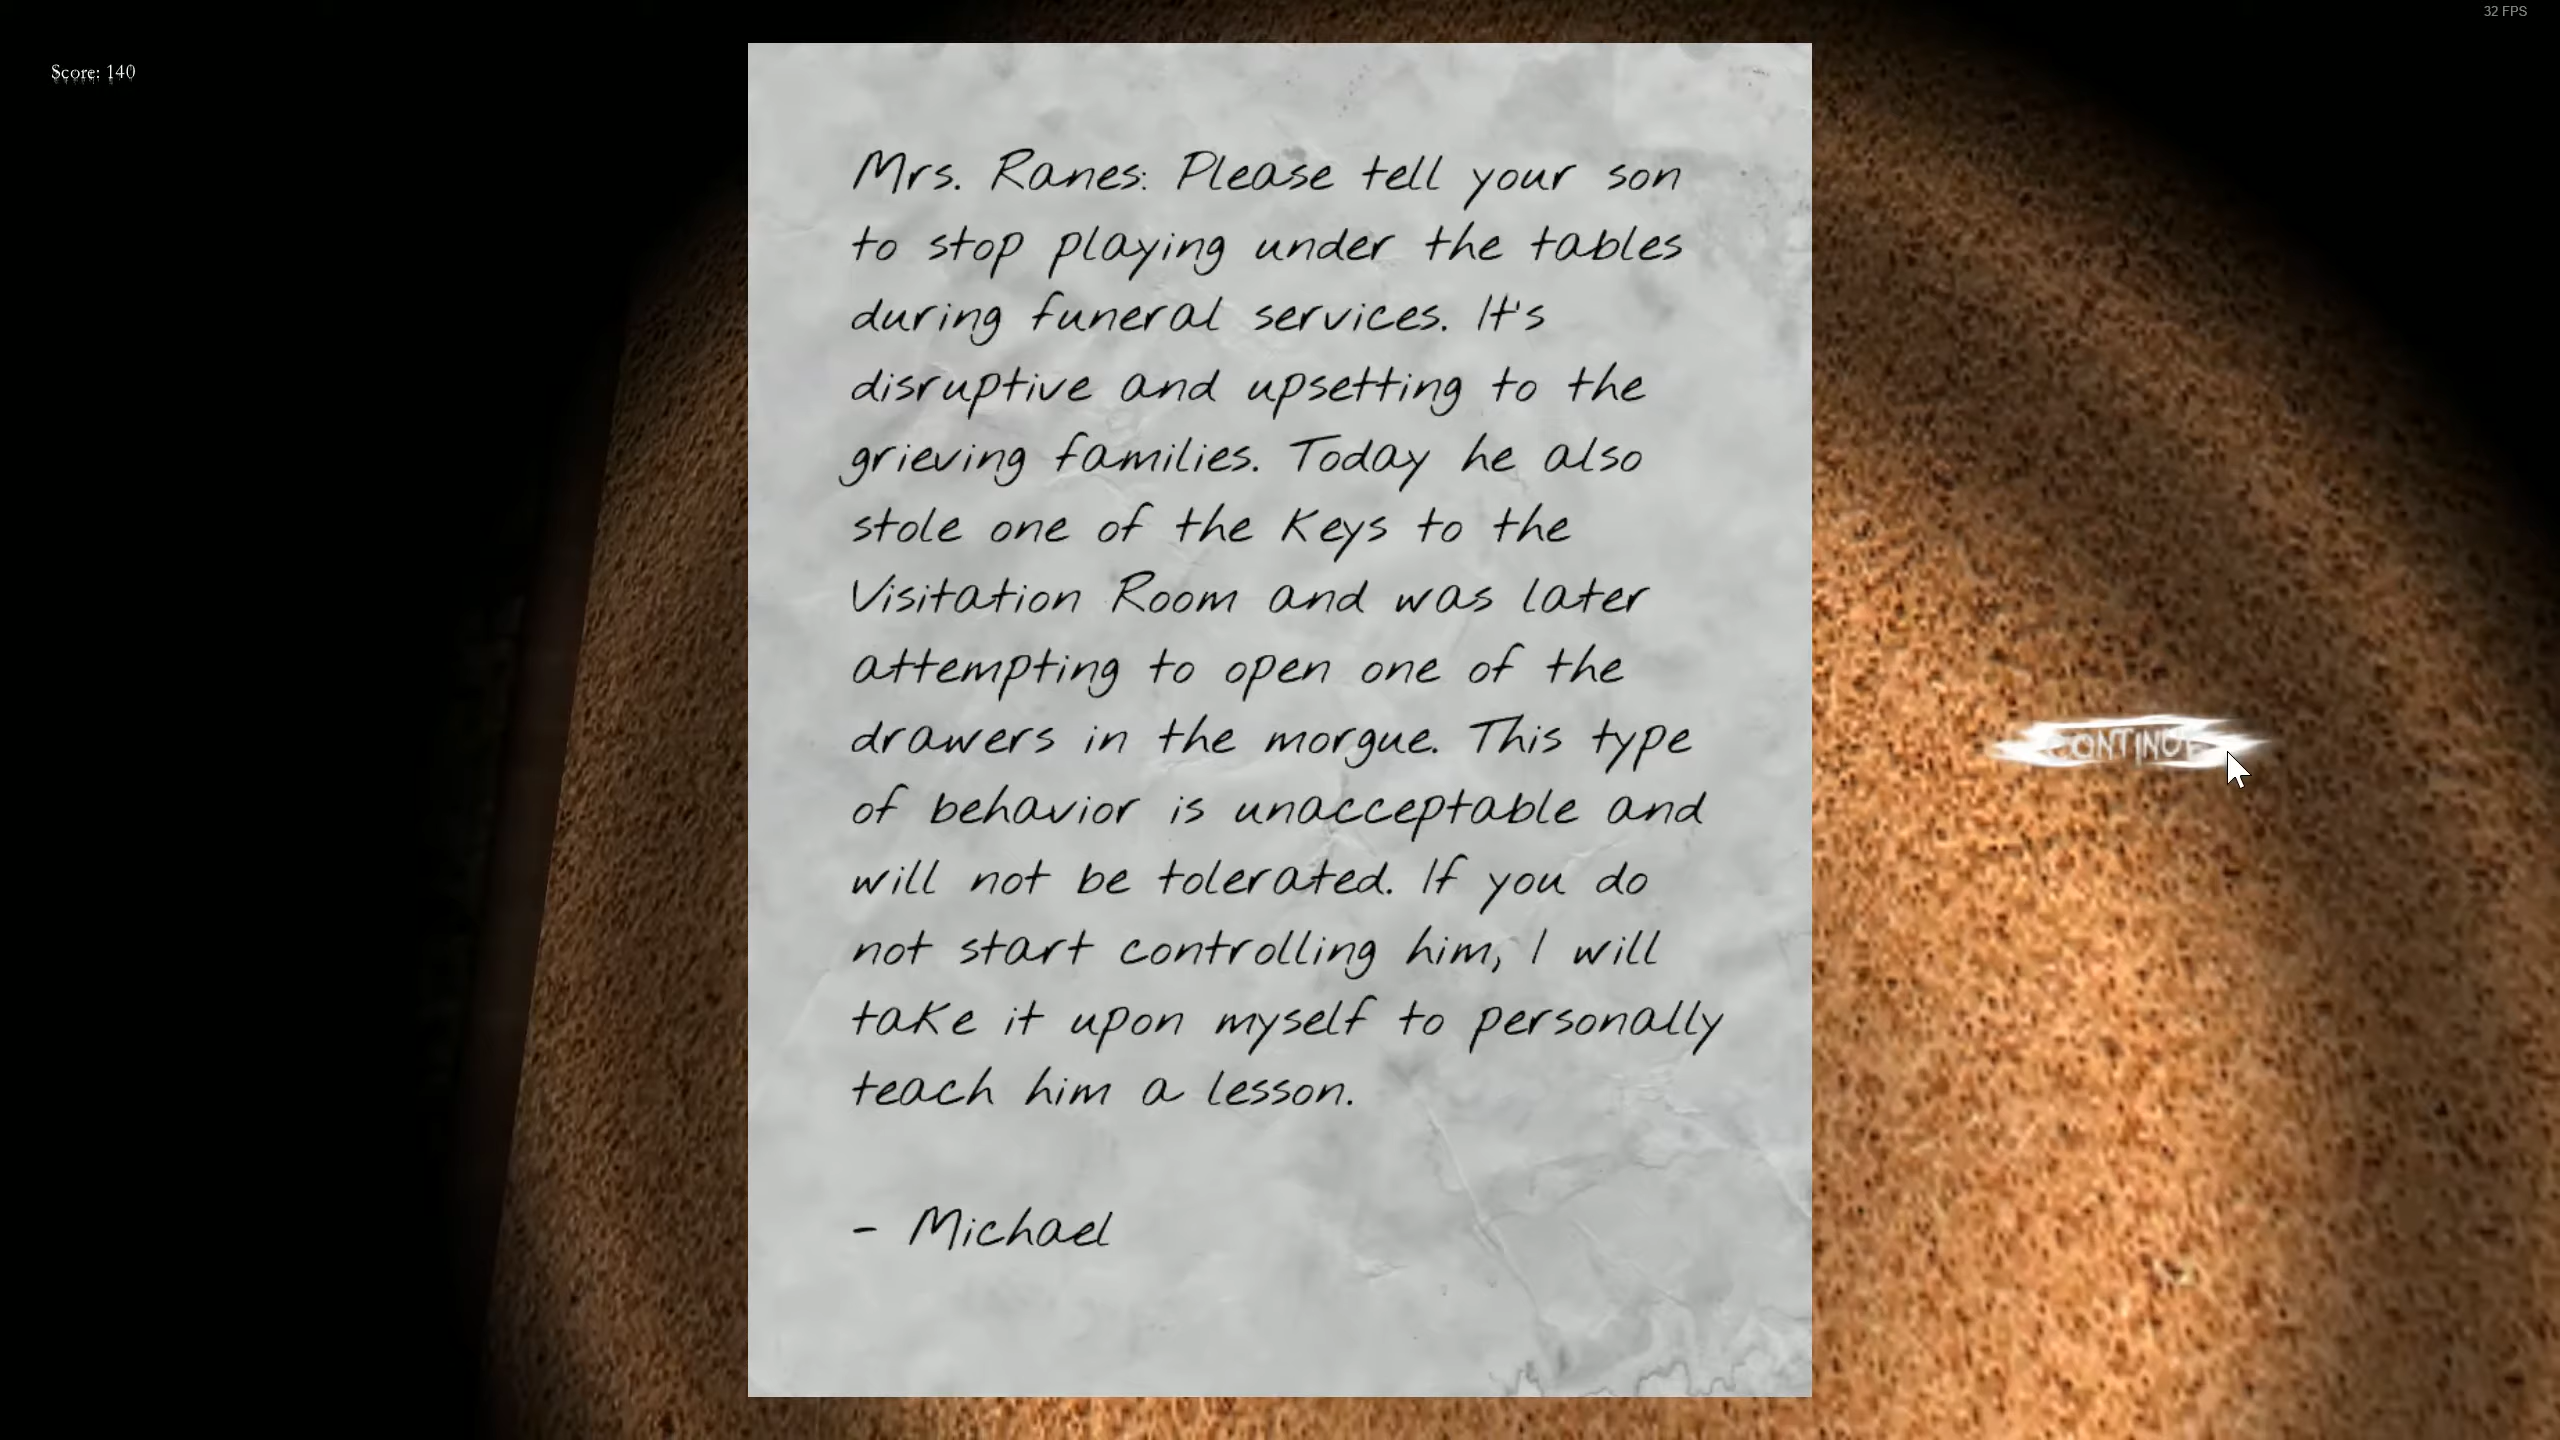 32 FPS
Score: 140
Mrs. Ranes: Please tell your son
to stop playing under the tables
during funeral services. It's
disruptive and upsetting to the
grieving families. Today he also
stole one of the keys to the
Visitation Room and was later
attempting to open one of the
drawers in the morgue. This type
of behavior is unacceptable and
will not be tolerated. If you do
not start controlling him, I will
take it upon myself to personally
teach him a lesson.
- Michael
CONTINUE